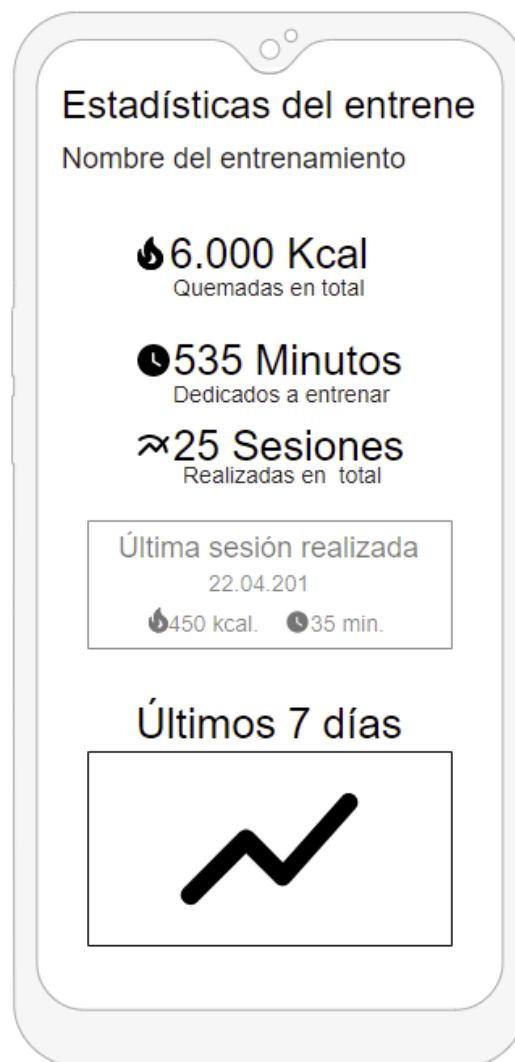 Estadísticas del entrene
Nombre del entrenamiento
6.000 Kcal
Quemadas en total
535 Minutos
Dedicados a entrenar
25 Sesiones
Realizadas en  total
Última sesión realizada
22.04.201
450 kcal. 35 min.
Últimos 7 días